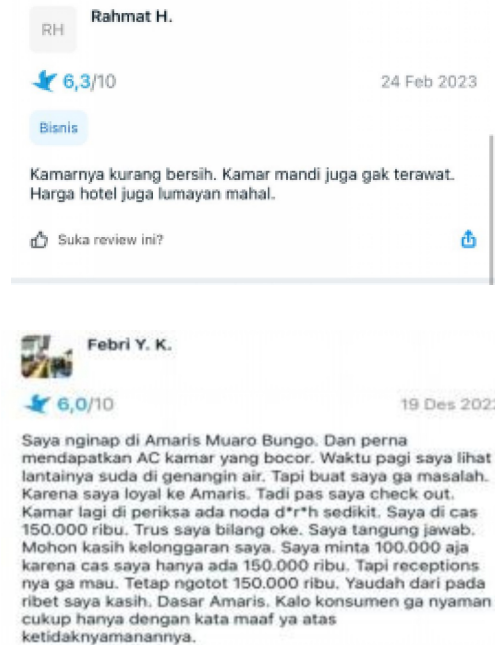 RH
Rahmat H.
6,3/10
24 Feb 2023
Bisnis
Kamarnya kurang bersih. Kamar mandi juga gak terawat.
Harga hotel juga lumayan mahal.
Suka review ini?
Febri Y. K.
6,0/10
19 Des 2022
Saya nginap di Amaris Muaro Bungo. Dan perna
mendapatkan AC kamar yang bocor. Waktu pagi saya lihat
lantainya suda di genangin air. Tapi buat saya ga masalah.
Karena saya loyal ke Amaris. Tadi pas saya check out.
Kamar lagi di periksa ada noda d*r*h sedikit. Saya di cas
150.000 ribu. Trus saya bilang oke. Saya tangung jawab.
Mohon kasih kelonggaran saya. Saya minta 100.000 aja
karena cas saya hanya ada 150.000 ribu. Tapi receptions
nya ga mau. Tetap ngotot 150.000 ribu. Yaudah dari pada
ribet saya kasih. Dasar Amaris. Kalo konsumen ga nyaman
cukup hanya dengan kata maaf ya atas
ketidaknyamanannya.